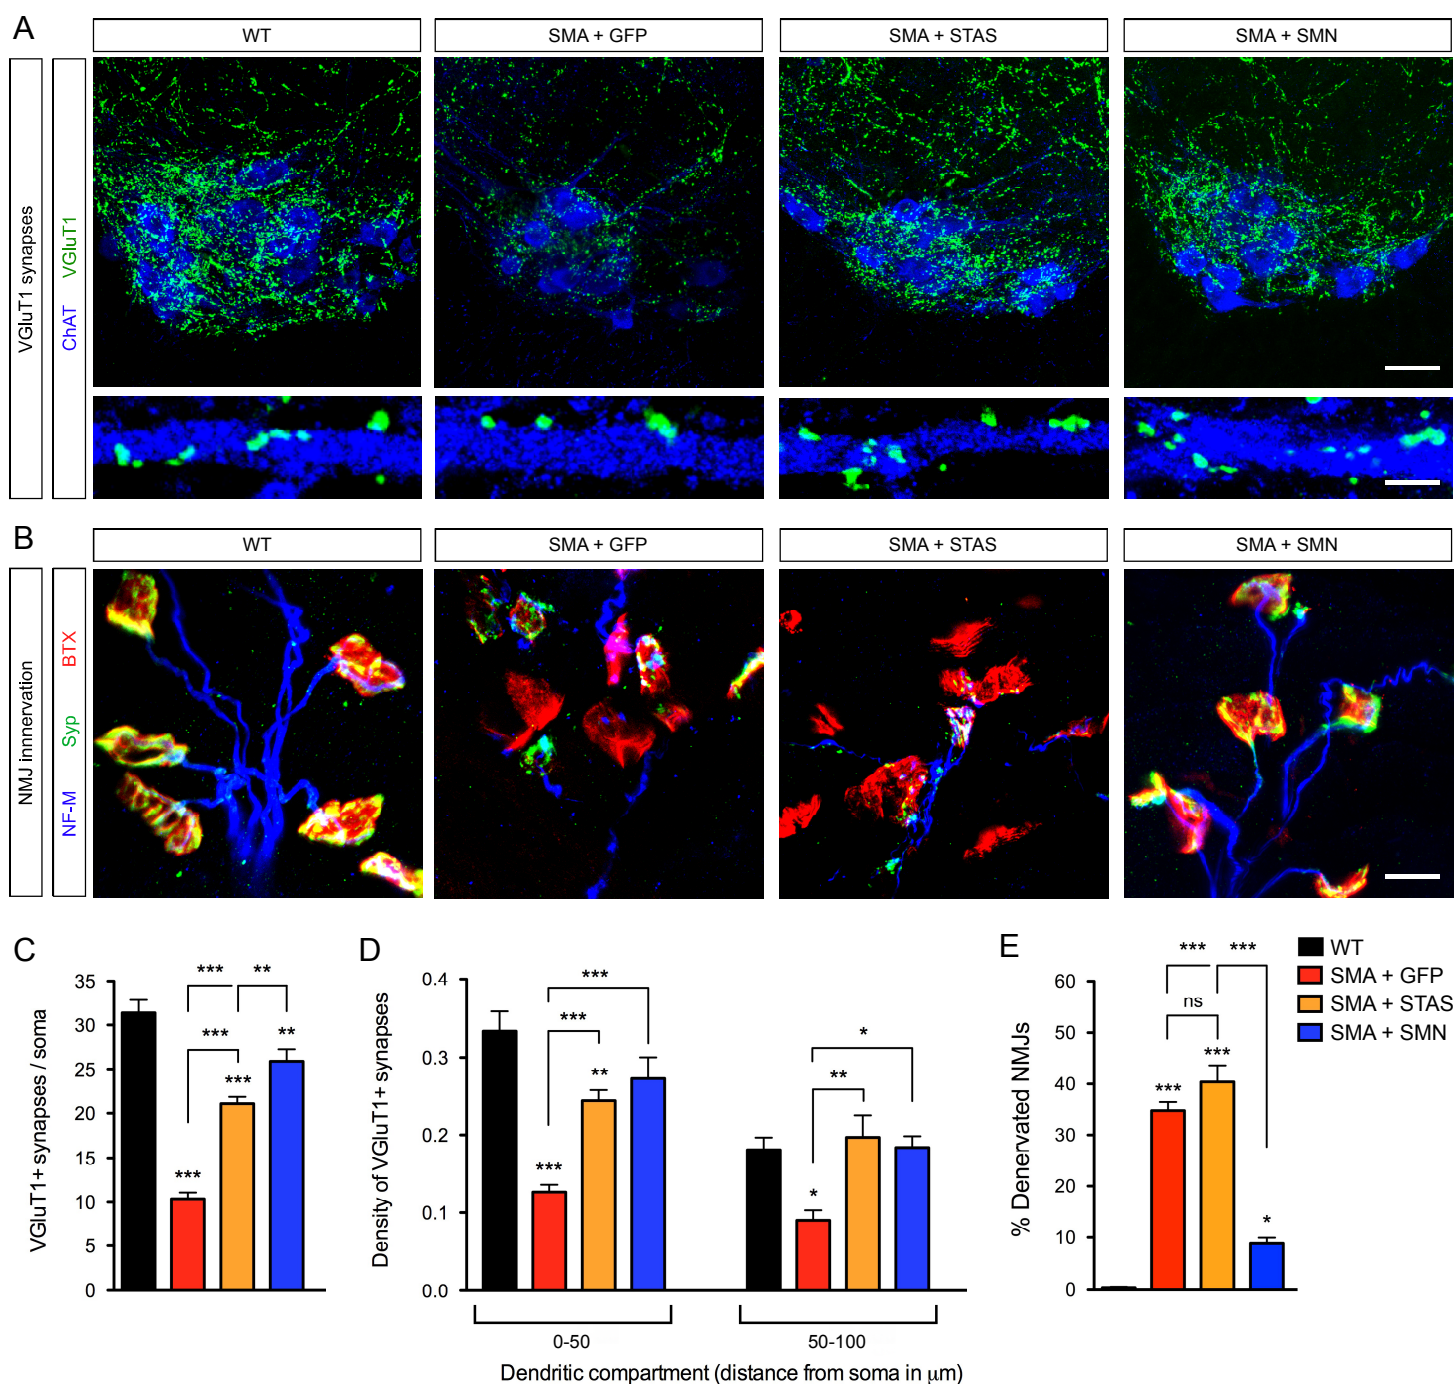 A
WT
SMA + GFP
SMA + STAS
SMA + SMN
VGluT1 synapses
ChAT VGluT1
B
WT
SMA + GFP
SMA + STAS
SMA + SMN
NMJ innnervation
NF-M Syp BTX
C
VGluT1+ synapses / soma
35
30
25
20
15
10
5
0
*** **
***
***
***
**
D
Density of VGluT1+ synapses
0.4
0.3
0.2
0.1
0.0
***
***
***
**
*
**
*
0-50
50-100
Dendritic compartment (distance from soma in μm)
E
% Denervated NMJs
60
50
40
30
20
10
0
*** ***
ns
***
***
*
WT
SMA + GFP
SMA + STAS
SMA + SMN